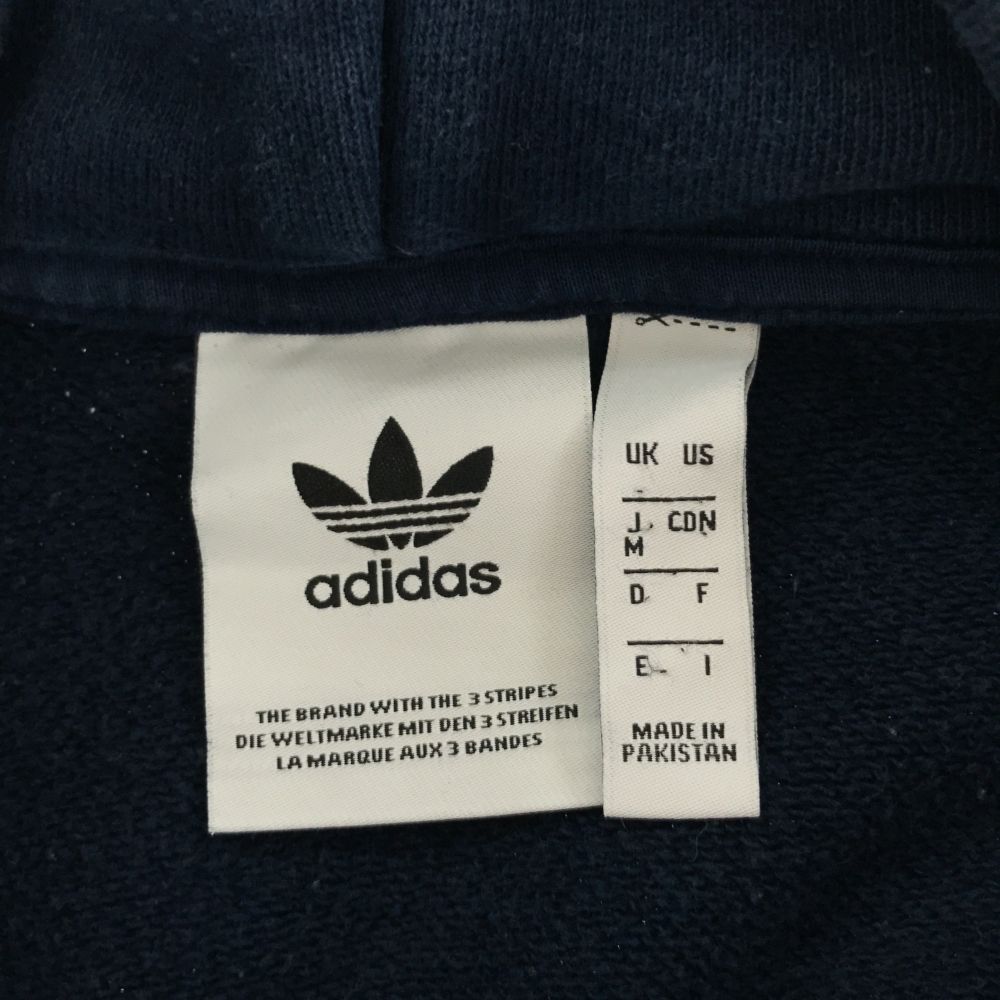 adidas
THE BRAND WITH THE 3 STRIPES
DIE WELTMARKE MIT DEN 3 STREIFEN
LA MARQUE AUX 3 BANDES
UK US
J CDN
M
D F
E I
MADE IN
PAKISTAN